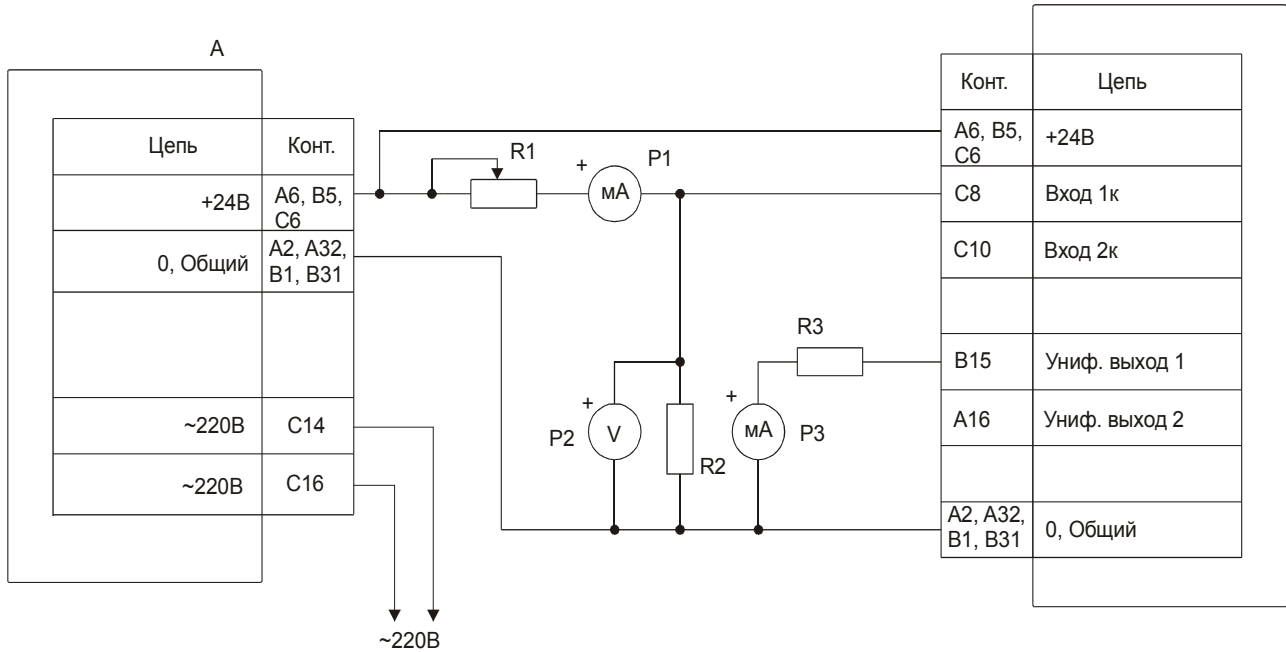 А
Цепь
Конт.
+24В
А6, В5,
С6
0, Общий
А2, А32,
В1, В31
~220В
С14
~220В
С16
~220В
R1
+
мА
P1
+
V
P2
R2
R3
+
мА
P3
Конт.
Цепь
А6, В5,
С6
+24В
С8
Вход 1к
С10
Вход 2к
В15
Униф. выход 1
А16
Униф. выход 2
А2, А32,
В1, В31
0, Общий